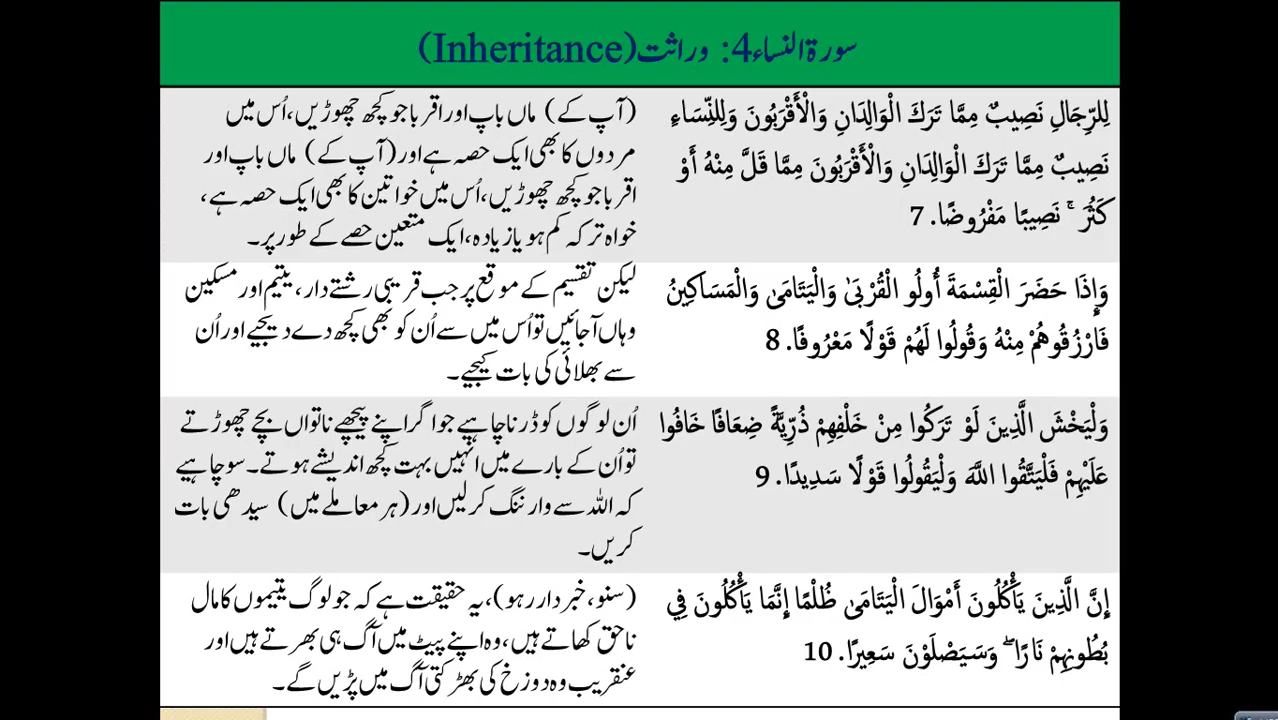 سورۃ النساء4: وراثت(Inheritance)
لِلرِّجَالِ نَصِيبٌ مِمَّا تَرَكَ الْوَالِدَانِ وَالْأَقْرَبُونَ وَلِلنِّسَاءِ
نَصِيبٌ مِمَّا تَرَكَ الْوَالِدَانِ وَالْأَقْرَبُونَ مِمَّا قَلَّ مِنْهُ أَوْ
كَثُرَ ۚ نَصِيبًا مَفْرُوضًا. 7
(آپ کے) ماں باپ اور اقربا جو کچھ چھوڑیں، اُس میں
مردوں کا بھی ایک حصہ ہے اور (آپ کے) ماں باپ اور
اقربا جو کچھ چھوڑیں، اُس میں خواتین کا بھی ایک حصہ ہے،
خواہ ترکہ کم ہو یا زیادہ، ایک متعین حصے کے طور پر۔
وَإِذَا حَضَرَ الْقِسْمَةَ أُولُو الْقُرْبَىٰ وَالْيَتَامَىٰ وَالْمَسَاكِينُ
فَارْزُقُوهُمْ مِنْهُ وَقُولُوا لَهُمْ قَوْلًا مَعْرُوفًا. 8
لیکن تقسیم کے موقع پر جب قریبی رشتے دار، یتیم اور مسکین
وہاں آجائیں تو اُس میں سے اُن کو بھی کچھ دے دیجیے اور اُن
سے بھلائی کی بات کیجیے۔
وَلْيَخْشَ الَّذِينَ لَوْ تَرَكُوا مِنْ خَلْفِهِمْ ذُرِّيَّةً ضِعَافًا خَافُوا
عَلَيْهِمْ فَلْيَتَّقُوا اللَّهَ وَلْيَقُولُوا قَوْلًا سَدِيدًا. 9
اُن لوگوں کو ڈرنا چاہیے جو اگر اپنے پیچھے ناتواں بچے چھوڑتے
تو اُن کے بارے میں انہیں بہت کچھ اندیشے ہوتے۔ سو چاہیے
کہ اللہ سے وارننگ کر لیں اور (ہر معاملے میں) سیدھی بات
کریں۔
إِنَّ الَّذِينَ يَأْكُلُونَ أَمْوَالَ الْيَتَامَىٰ ظُلْمًا إِنَّمَا يَأْكُلُونَ فِي
بُطُونِهِمْ نَارًا ۖ وَسَيَصْلَوْنَ سَعِيرًا. 10
(سنو، خبردار رہو)، یہ حقیقت ہے کہ جو لوگ یتیموں کا مال
ناحق کھاتے ہیں، وہ اپنے پیٹ میں آگ ہی بھرتے ہیں اور
عنقریب وہ دوزخ کی بھڑکتی آگ میں پڑیں گے۔